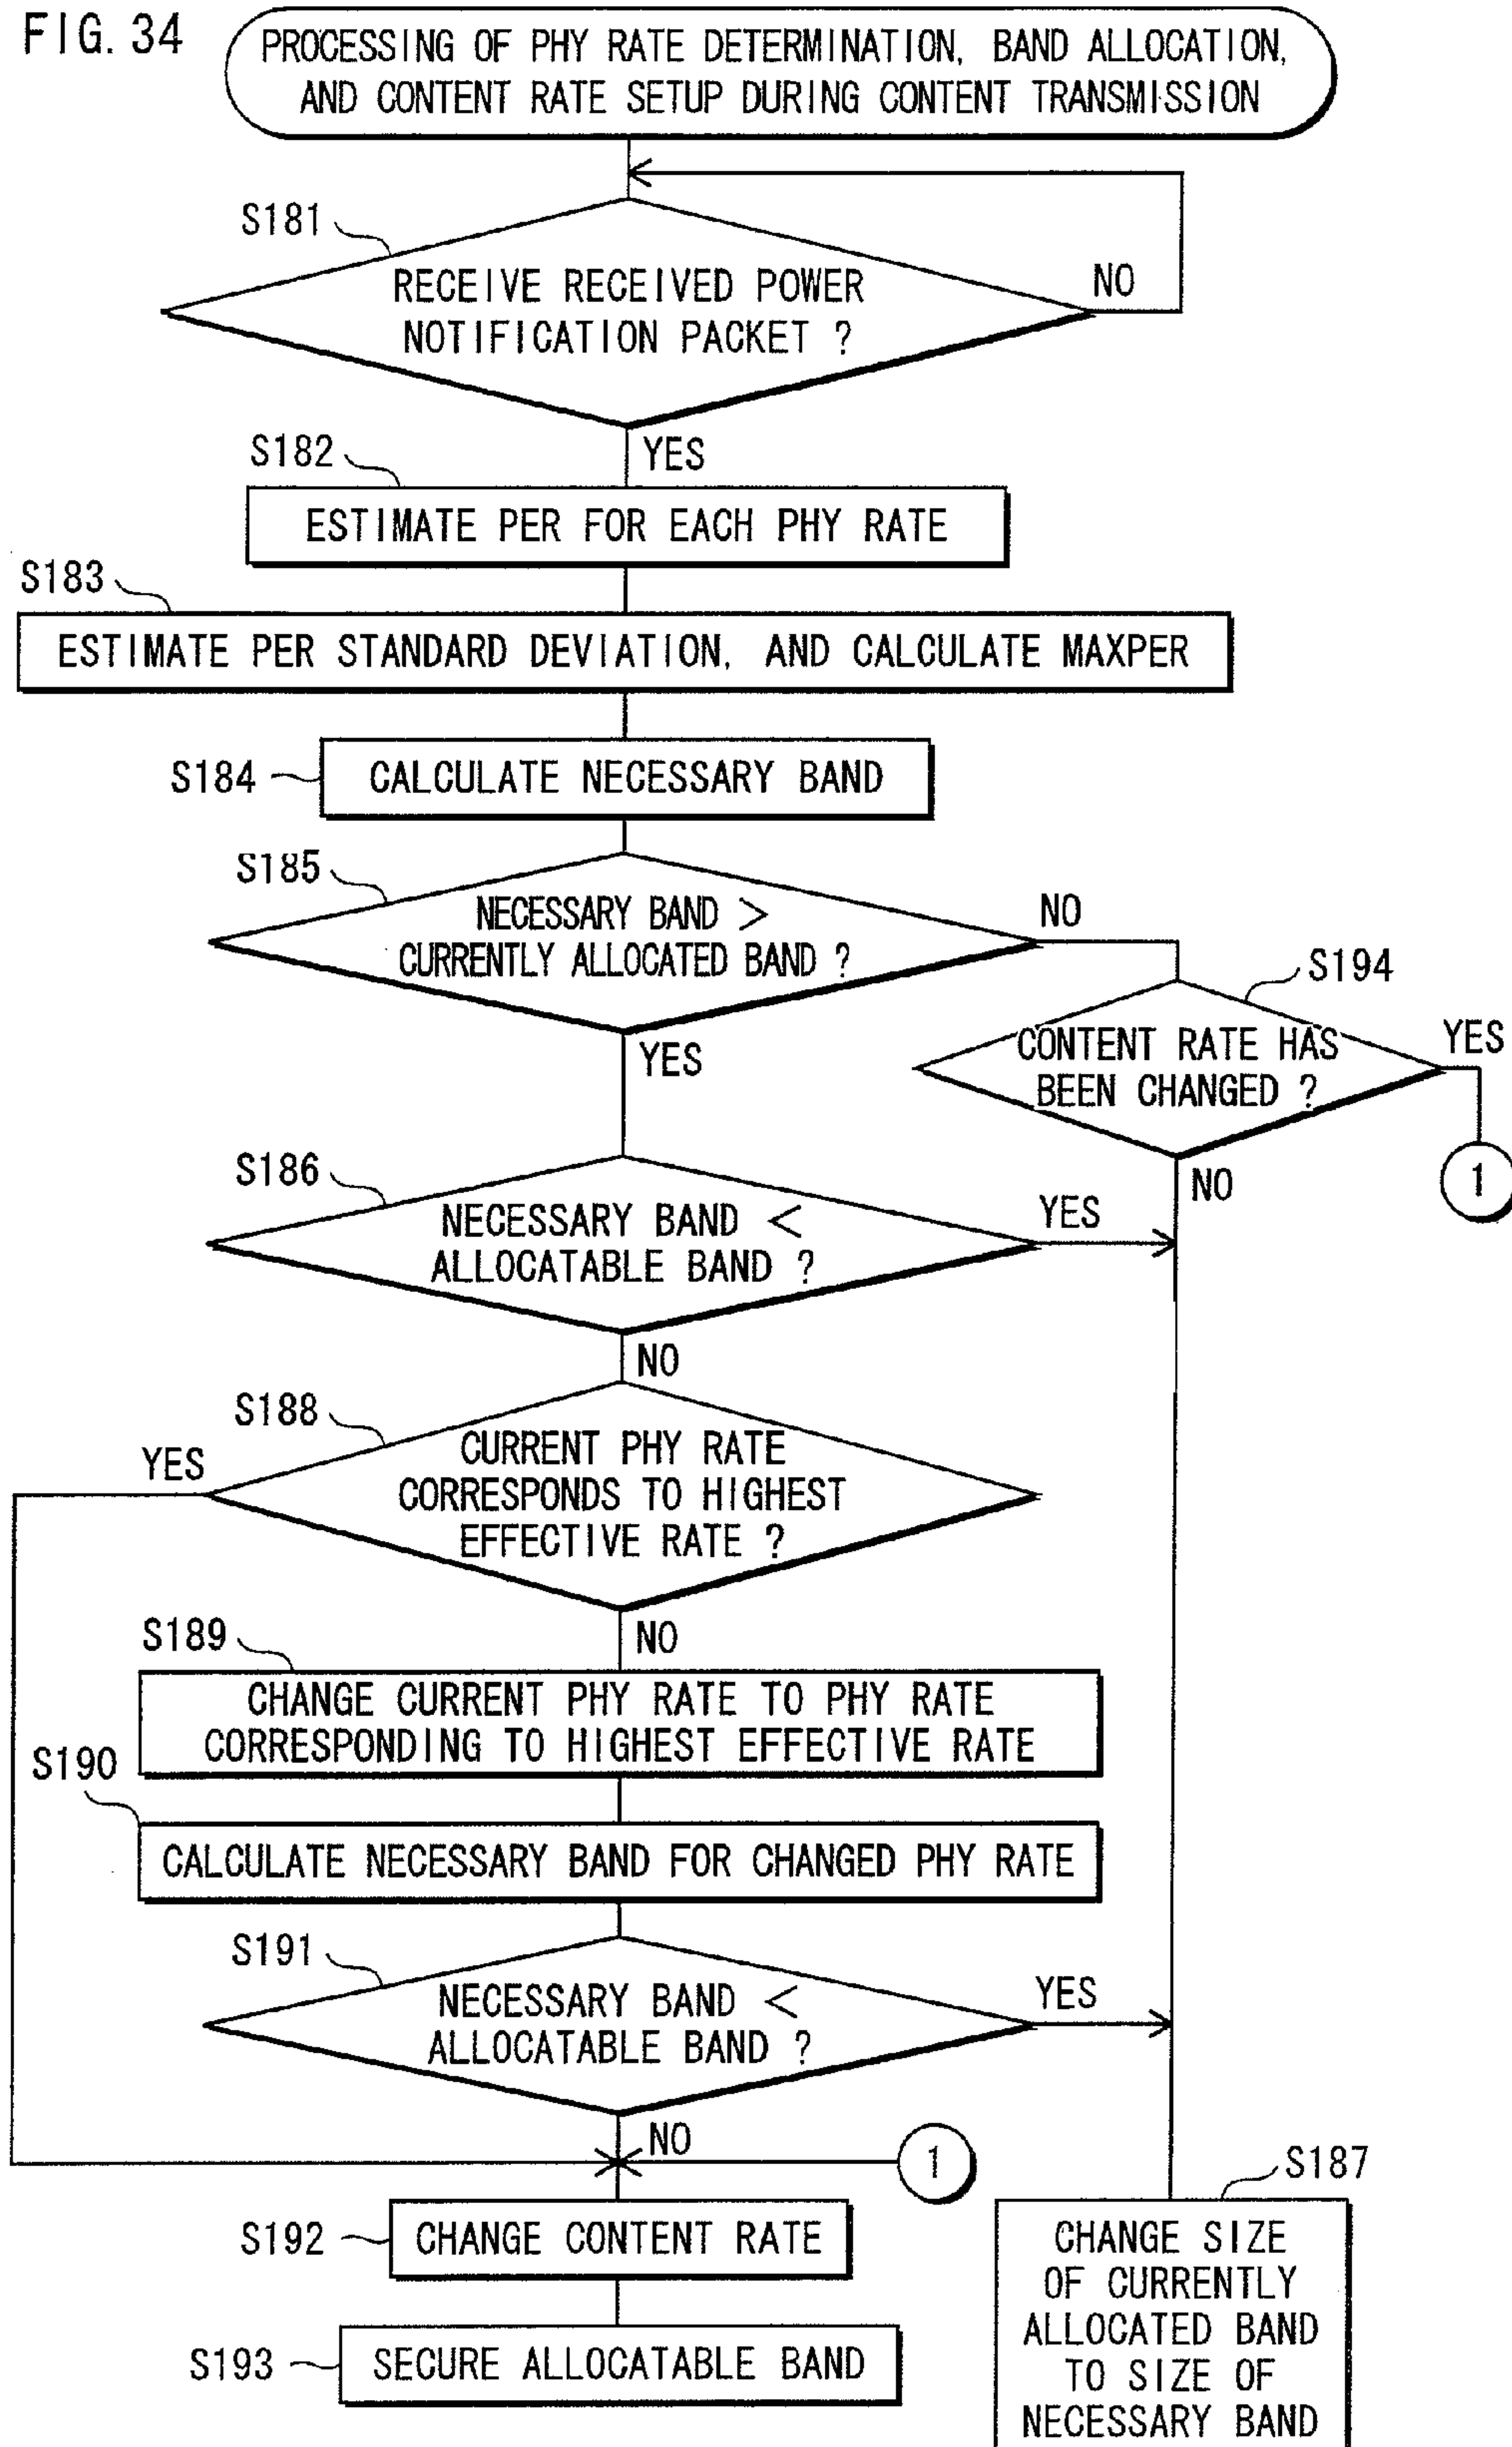 FIG. 34
PROCESSING OF PHY RATE DETERMINATION, BAND ALLOCATION,
AND CONTENT RATE SETUP DURING CONTENT TRANSMISSION
S181
RECEIVE RECEIVED POWER
NOTIFICATION PACKET ?
NO
YES
S182
ESTIMATE PER FOR EACH PHY RATE
S183
ESTIMATE PER STANDARD DEVIATION, AND CALCULATE MAXPER
S184
CALCULATE NECESSARY BAND
S185
NECESSARY BAND >
CURRENTLY ALLOCATED BAND ?
NO
YES
S194
CONTENT RATE HAS
BEEN CHANGED ?
YES
1
NO
S186
NECESSARY BAND <
ALLOCATABLE BAND ?
YES
NO
S188
CURRENT PHY RATE
CORRESPONDS TO HIGHEST
EFFECTIVE RATE ?
YES
NO
S189
CHANGE CURRENT PHY RATE TO PHY RATE
CORRESPONDING TO HIGHEST EFFECTIVE RATE
S190
CALCULATE NECESSARY BAND FOR CHANGED PHY RATE
S191
NECESSARY BAND <
ALLOCATABLE BAND ?
YES
NO
1
S192
CHANGE CONTENT RATE
S193
SECURE ALLOCATABLE BAND
S187
CHANGE SIZE
OF CURRENTLY
ALLOCATED BAND
TO SIZE OF
NECESSARY BAND